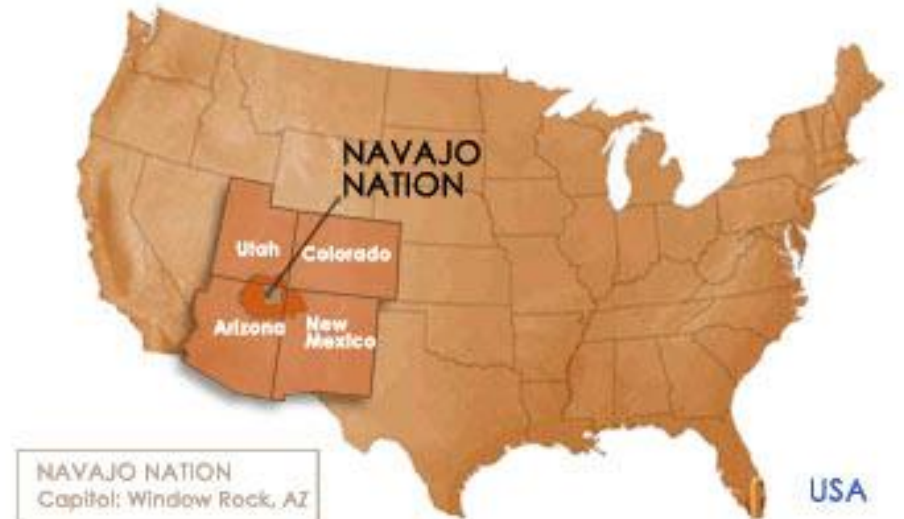 NAVAJO
NATION
Utah
Colorado
Arizona
New
Mexico
NAVAJO NATION
Capitol: Window Rock, AZ
USA